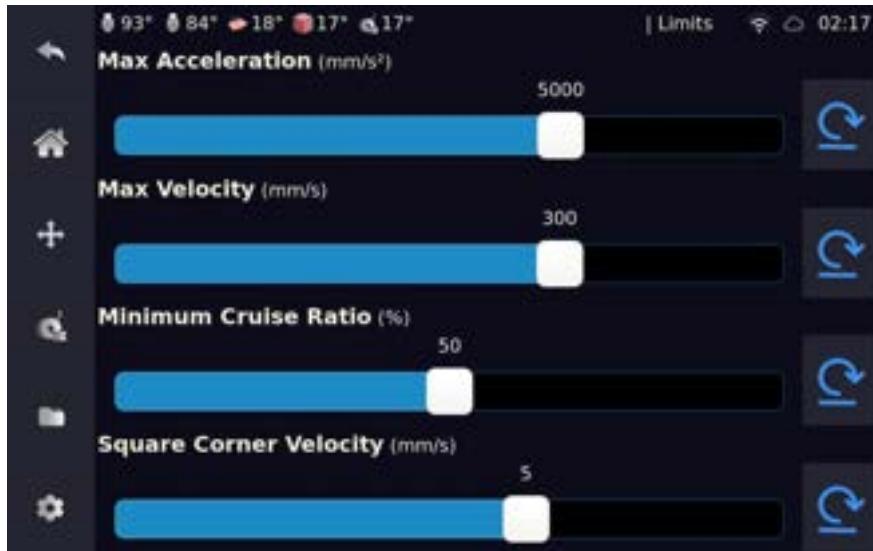 93° 84° 18° 17° 17° | Limits 02:17
Max Acceleration (mm/s²)
5000
Max Velocity (mm/s)
300
Minimum Cruise Ratio (%)
50
Square Corner Velocity (mm/s)
5